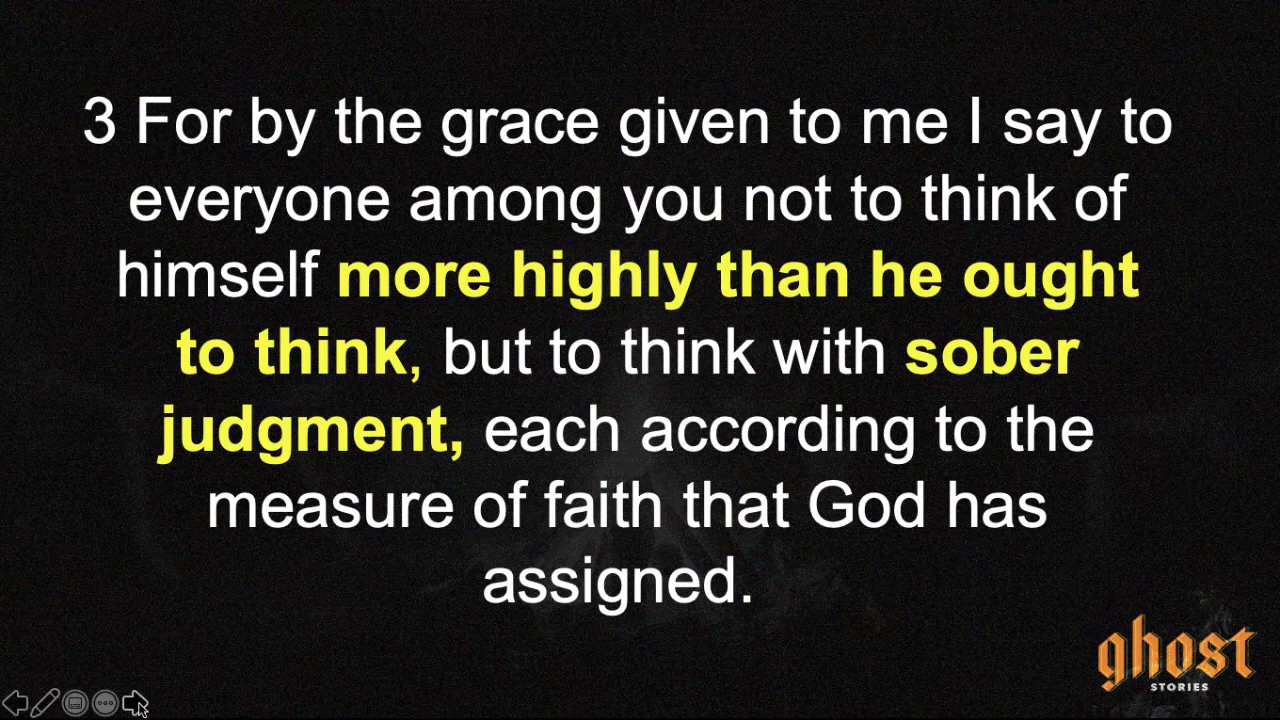 3 For by the grace given to me I say to
everyone among you not to think of
himself more highly than he ought
to think, but to think with sober
judgment, each according to the
measure of faith that God has
assigned.
ghost
STORIES